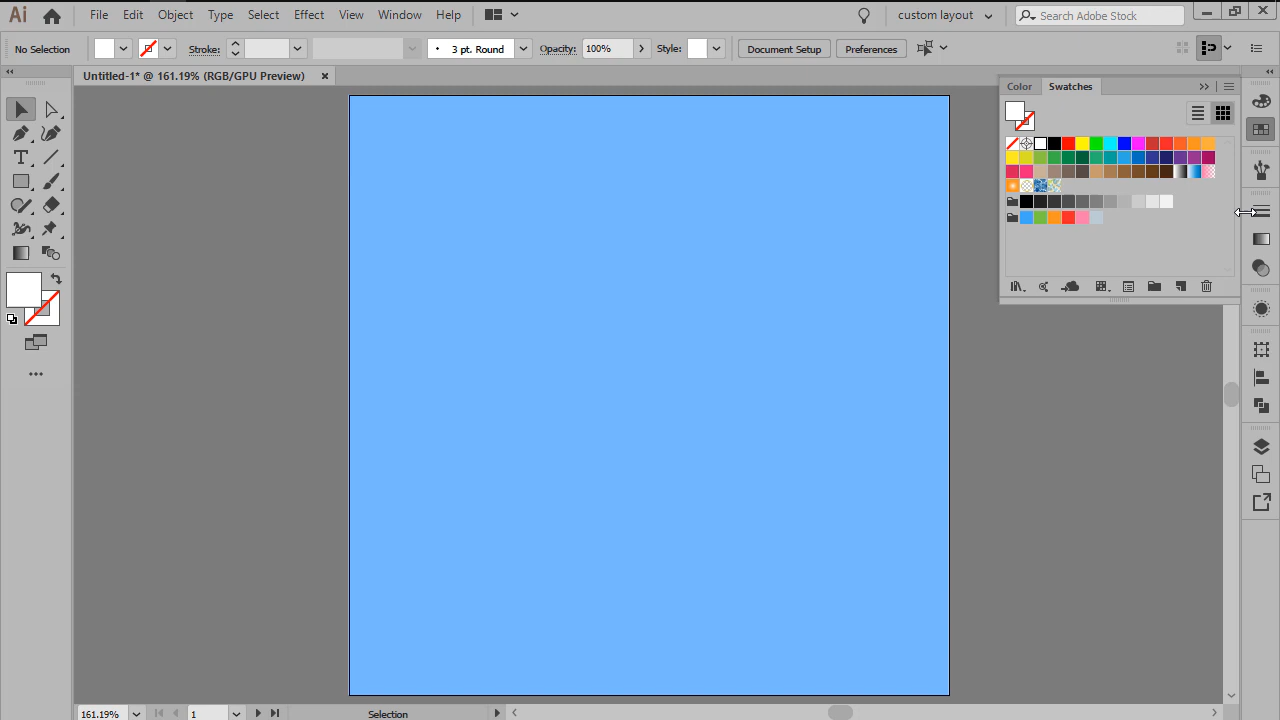 Ai File Edit Object Type Select Effect View Window Help custom layout Search Adobe Stock
No Selection Stroke: 3 pt. Round Opacity: 100% Style: Document Setup Preferences
Untitled-1* @ 161.19% (RGB/GPU Preview)
Color Swatches
161.19% 1 Selection